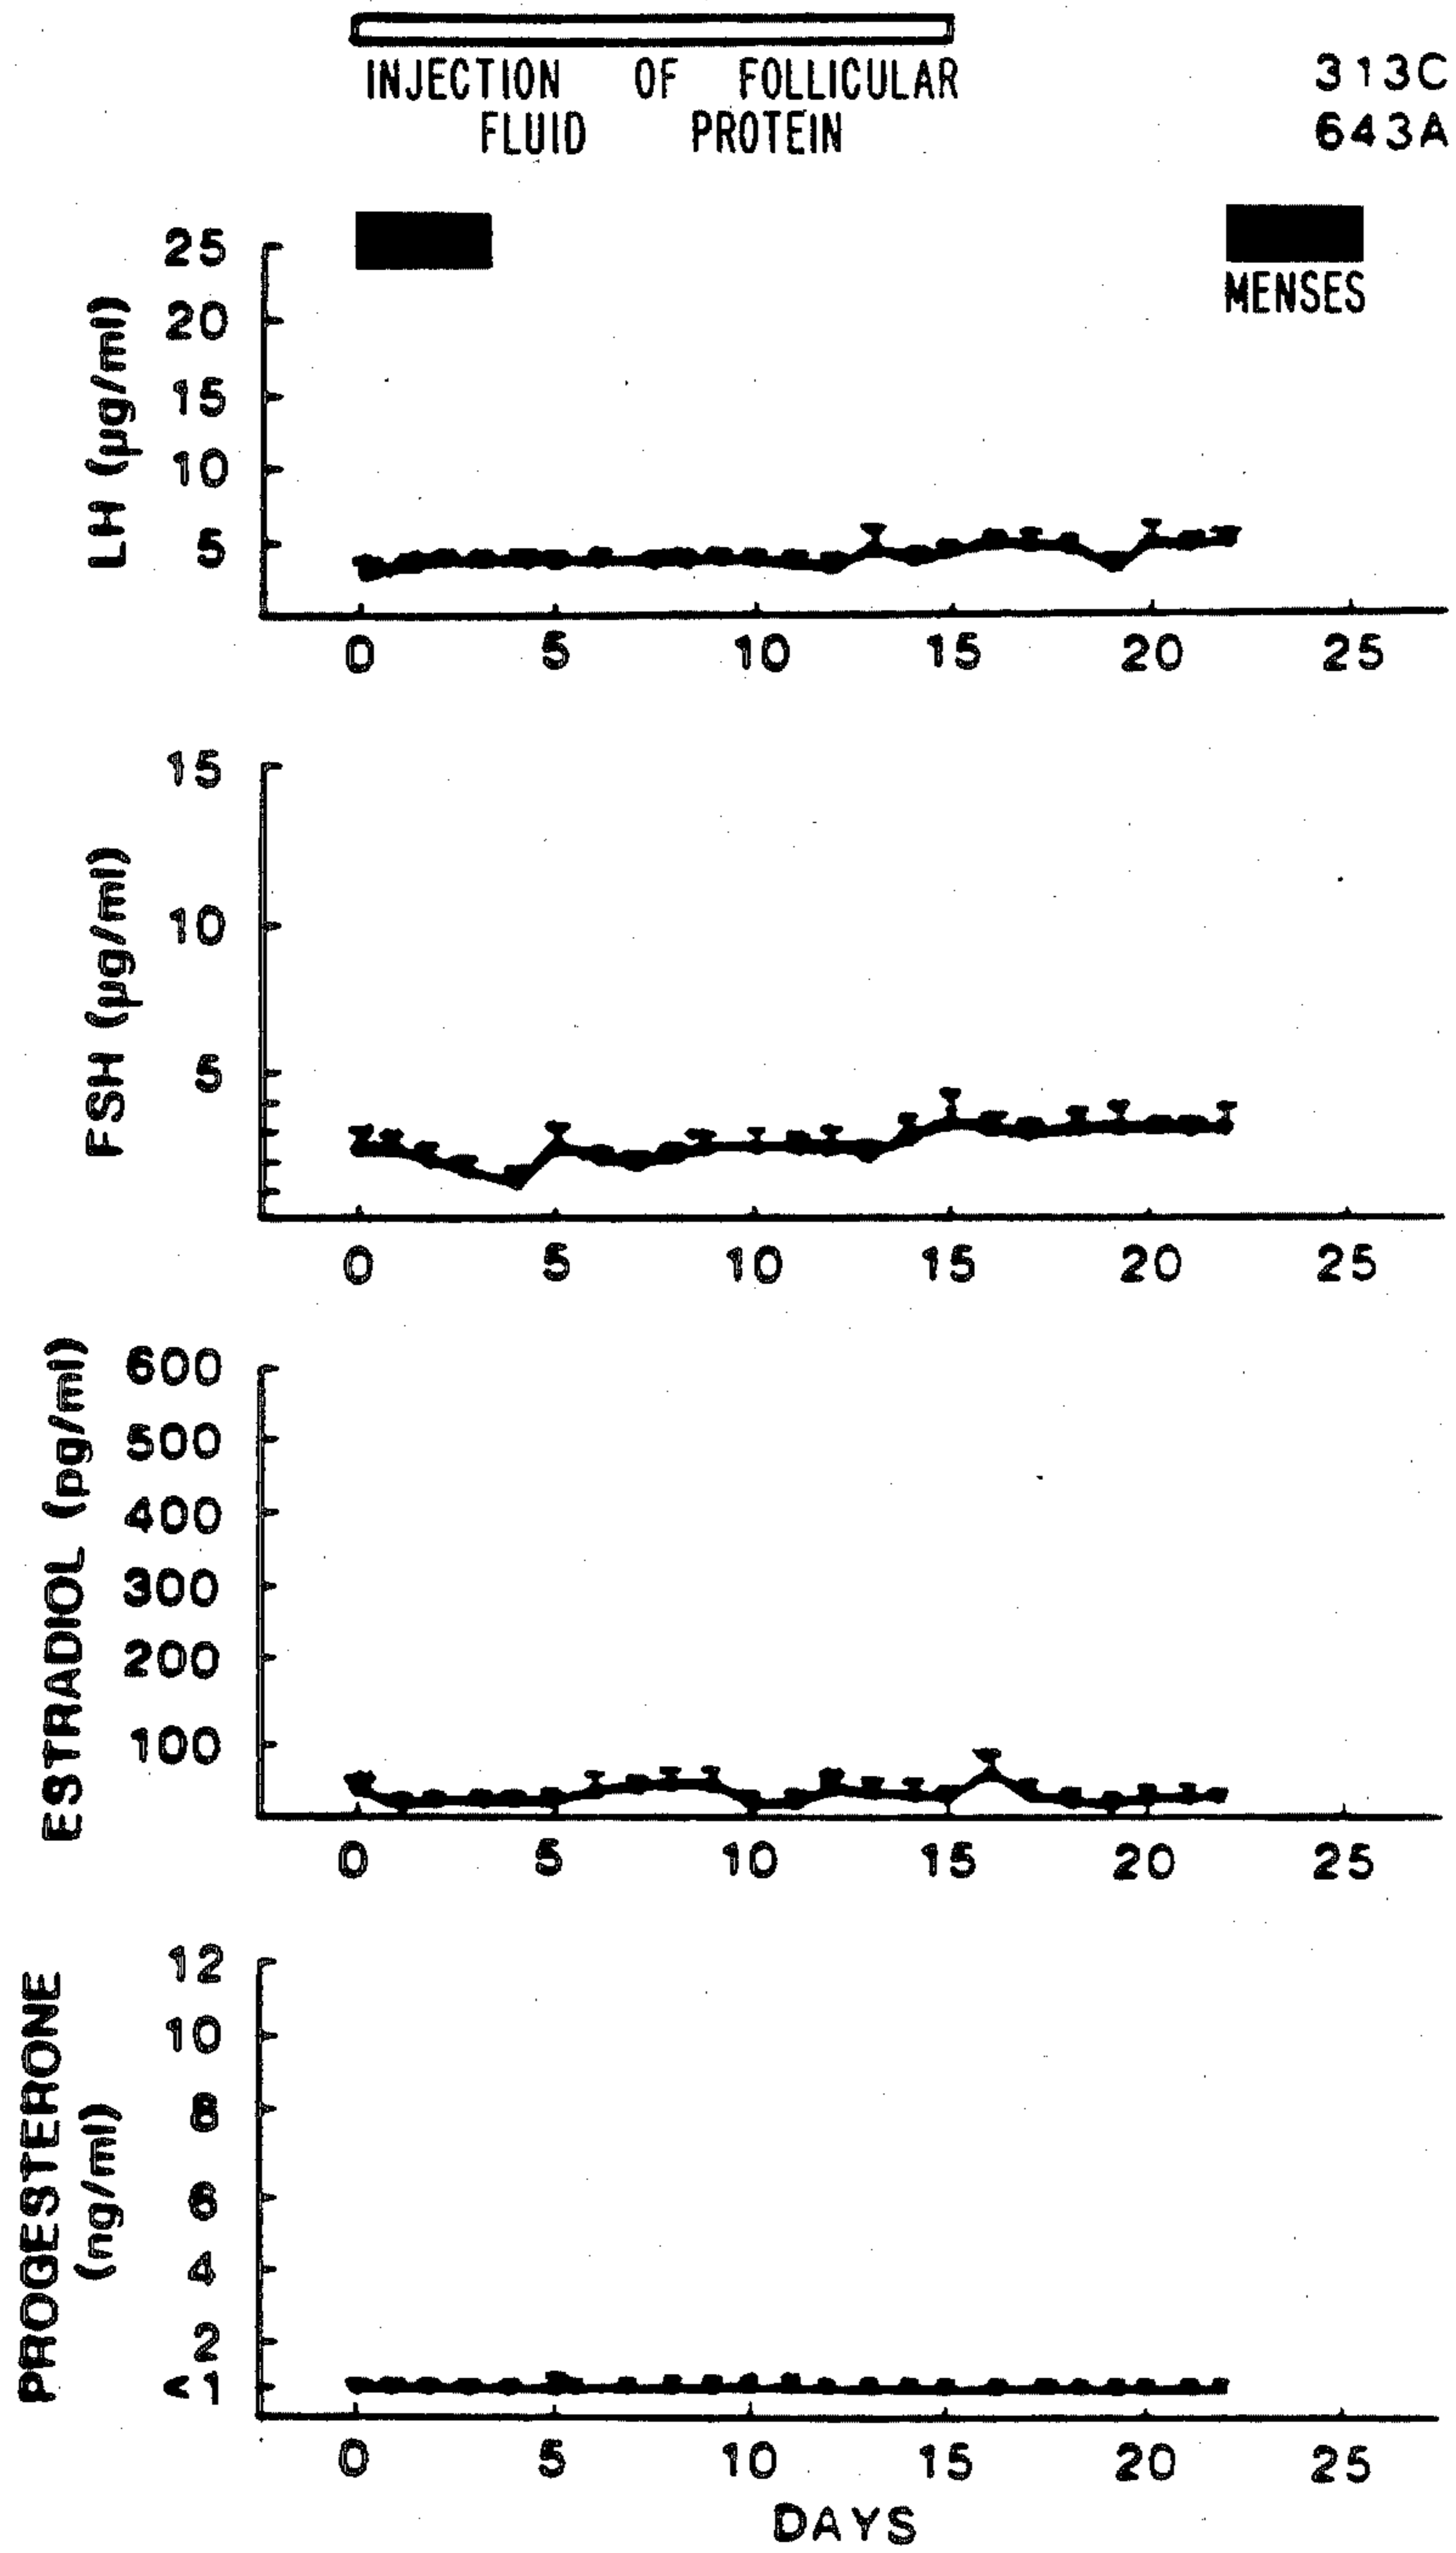 INJECTION OF FOLLICULAR
FLUID PROTEIN
313C
643A
MENSES
LH (µg/ml)
25
20
15
10
5
0 5 10 15 20 25
FSH (µg/ml)
15
10
5
0 5 10 15 20 25
ESTRADIOL (pg/ml)
600
500
400
300
200
100
0 5 10 15 20 25
PROGESTERONE
(ng/ml)
12
10
8
6
4
2
<1
0 5 10 15 20 25
DAYS